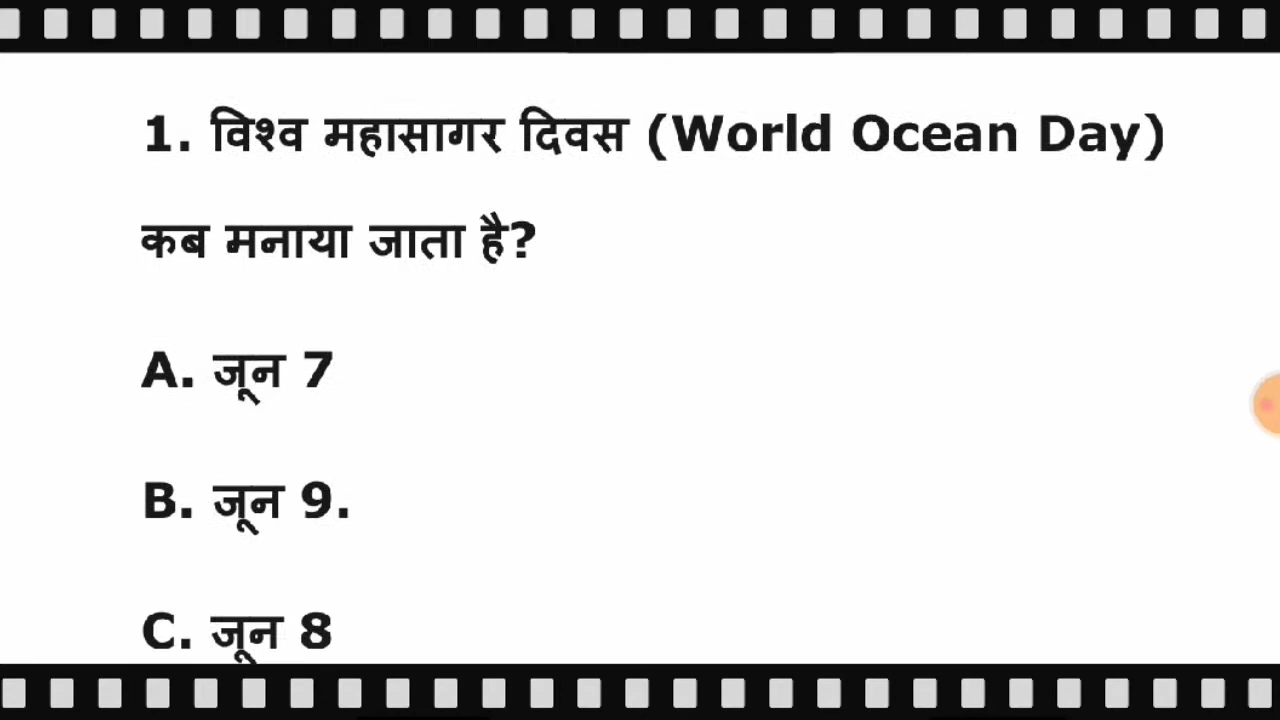 1. विश्व महासागर दिवस (World Ocean Day)
कब मनाया जाता है?
A. जून 7
B. जून 9.
C. जून 8